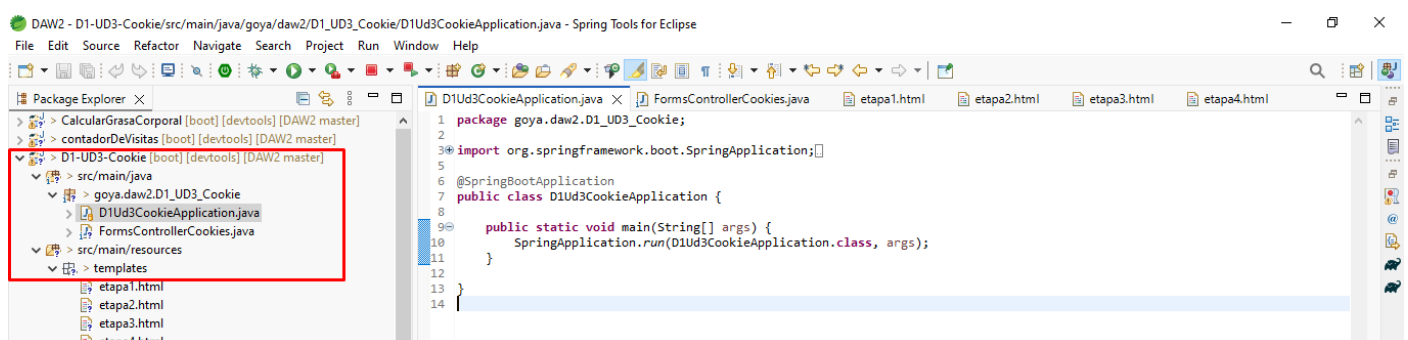 DAW2 - D1-UD3-Cookie/src/main/java/goya/daw2/D1_UD3_Cookie/D1Ud3CookieApplication.java - Spring Tools for Eclipse
File Edit Source Refactor Navigate Search Project Run Window Help
Package Explorer
> CalcularGrasaCorporal [boot] [devtools] [DAW2 master]
> contadorDeVisitas [boot] [devtools] [DAW2 master]
> D1-UD3-Cookie [boot] [devtools] [DAW2 master]
> src/main/java
> goya.daw2.D1_UD3_Cookie
D1Ud3CookieApplication.java
> FormsControllerCookies.java
> src/main/resources
> templates
etapa1.html
etapa2.html
etapa3.html
D1Ud3CookieApplication.java FormsControllerCookies.java etapa1.html etapa2.html etapa3.html etapa4.html
1 package goya.daw2.D1_UD3_Cookie;
2
3 import org.springframework.boot.SpringApplication;
5
6 @SpringBootApplication
7 public class D1Ud3CookieApplication {
8
9 public static void main(String[] args) {
10 SpringApplication.run(D1Ud3CookieApplication.class, args);
11 }
12
13 }
14